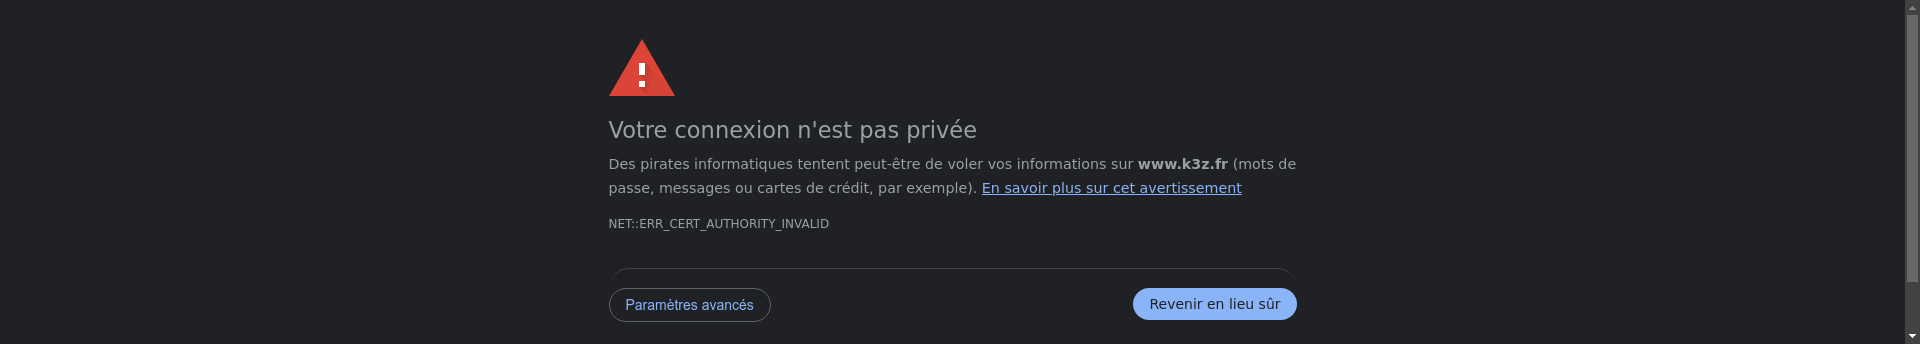 Votre connexion n'est pas privée
Des pirates informatiques tentent peut-être de voler vos informations sur www.k3z.fr (mots de
passe, messages ou cartes de crédit, par exemple). En savoir plus sur cet avertissement
NET::ERR_CERT_AUTHORITY_INVALID
Paramètres avancés
Revenir en lieu sûr